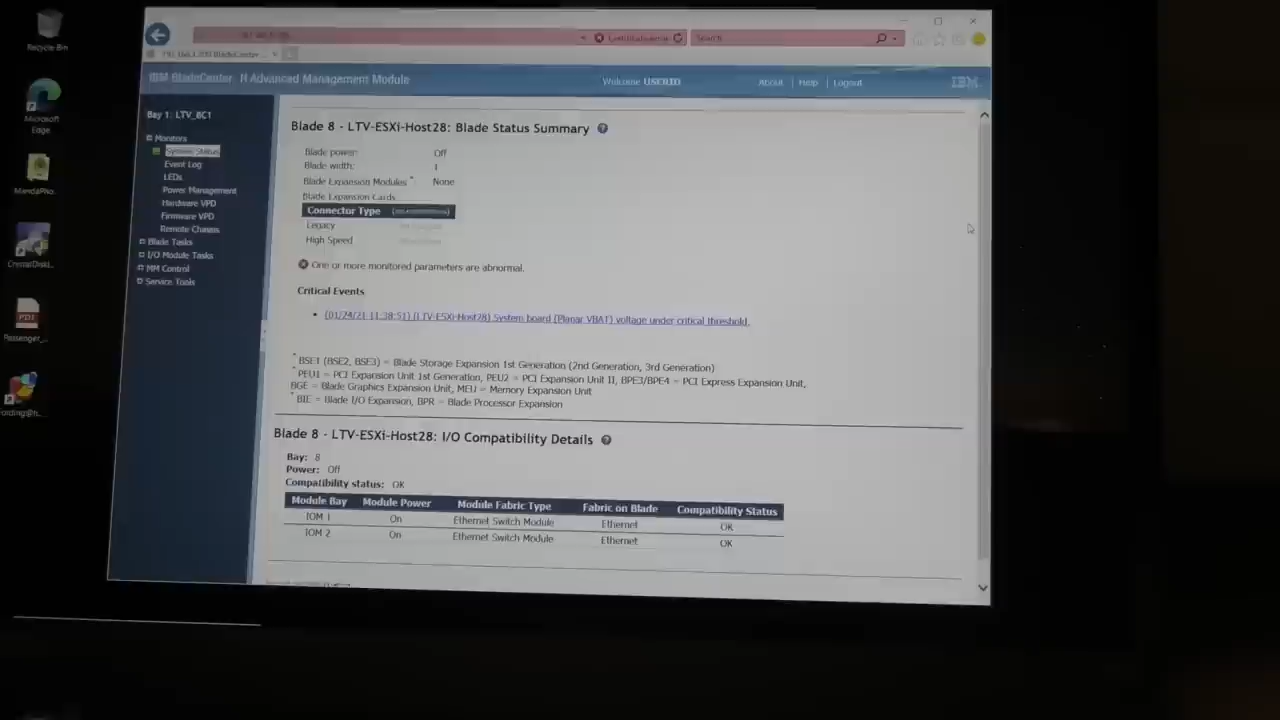 Recycle Bin
Microsoft
Edge
MandaPho...
CrystalDiskI...
Passenger_...
Folding@h...
Search...
IBM BladeCenter. H Advanced Management Module
Welcome USERID
About | Help | Logout
IBM
Bay 1: LTV_BC1
Monitors
System Status
Event Log
LEDs
Power Management
Hardware VPD
Firmware VPD
Remote Chassis
Blade Tasks
I/O Module Tasks
MM Control
Service Tools
Blade 8 - LTV-ESXi-Host28: Blade Status Summary
Blade power: Off
Blade width: 1
Blade Expansion Modules *: None
Blade Expansion Cards
Connector Type
Legacy
High Speed
One or more monitored parameters are abnormal.
Critical Events
• (01/24/21 11:38:51) (LTV-ESXi-Host28) System board (Planar VBAT) voltage under critical threshold.
* BSE1 (BSE2, BSE3) = Blade Storage Expansion 1st Generation (2nd Generation, 3rd Generation)
* PEU1 = PCI Expansion Unit 1st Generation, PEU2 = PCI Expansion Unit II, BPE3/BPE4 = PCI Express Expansion Unit,
BGE = Blade Graphics Expansion Unit, MEU = Memory Expansion Unit
* BIE = Blade I/O Expansion, BPR = Blade Processor Expansion
Blade 8 - LTV-ESXi-Host28: I/O Compatibility Details
Bay: 8
Power: Off
Compatibility status: OK
Module Bay Module Power Module Fabric Type Fabric on Blade Compatibility Status
IOM 1 On Ethernet Switch Module Ethernet OK
IOM 2 On Ethernet Switch Module Ethernet OK